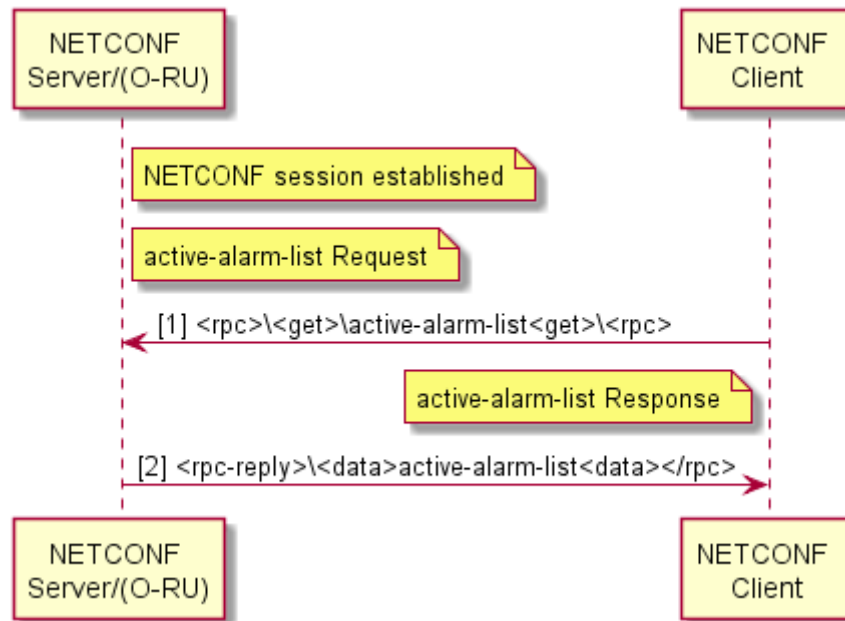 NETCONF
Server/(O-RU)
NETCONF
Client
NETCONF session established
active-alarm-list Request
[1] <rpc>\<get>\active-alarm-list<get>\<rpc>
active-alarm-list Response
[2] <rpc-reply>\<data>active-alarm-list<data></rpc>
NETCONF
Server/(O-RU)
NETCONF
Client